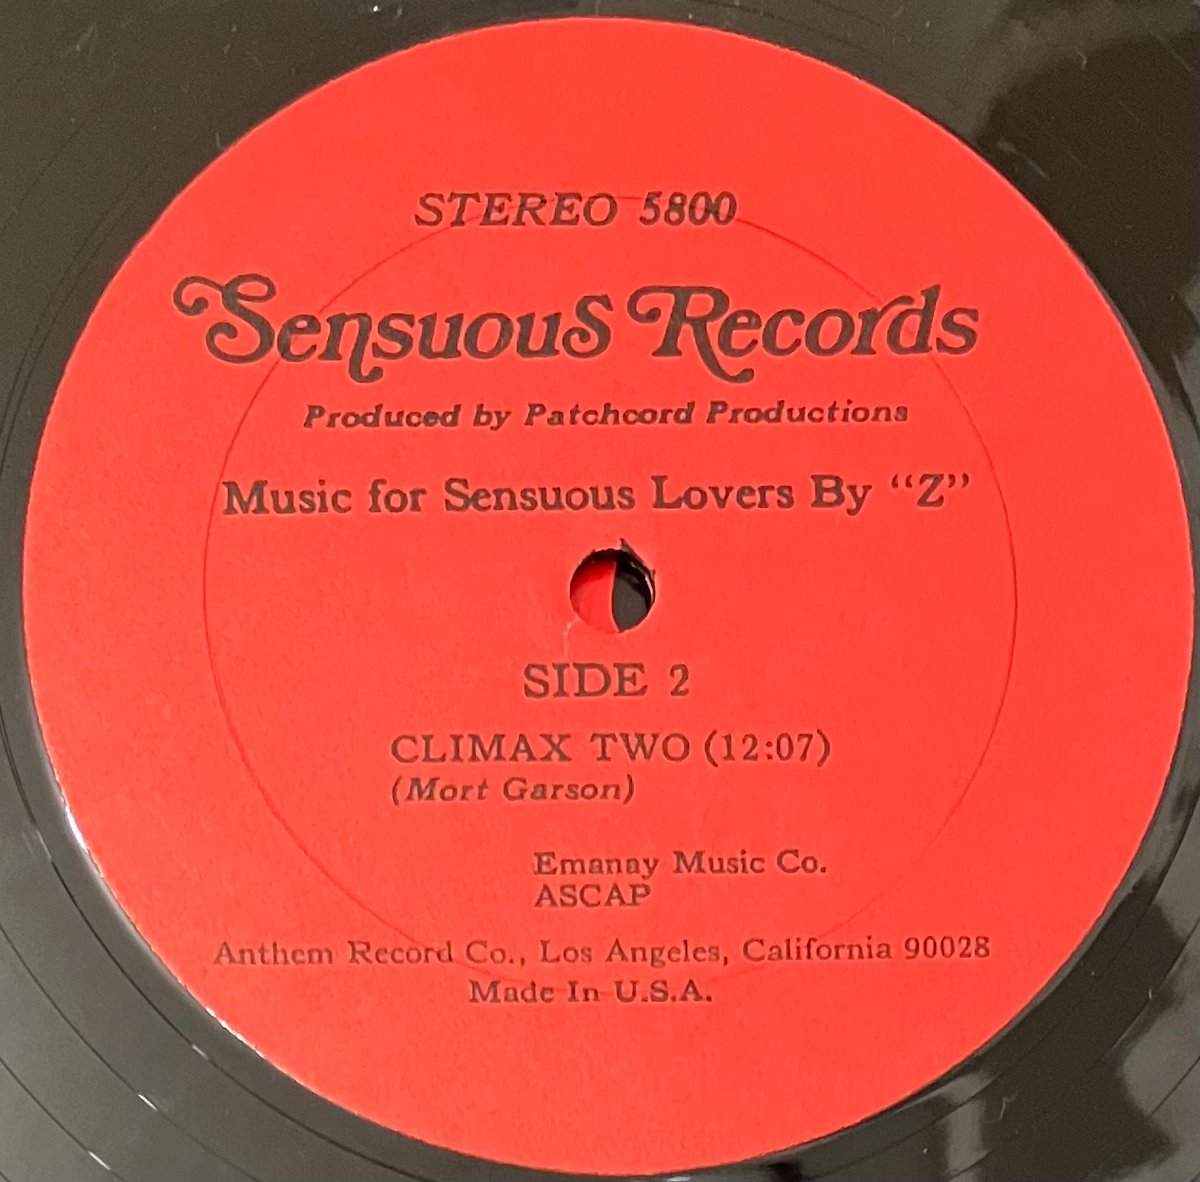 STEREO 5800
Sensuous Records
Produced by Patchcord Productions
Music for Sensuous Lovers By “Z”
SIDE 2
CLIMAX TWO (12:07)
(Mort Garson)
Emanay Music Co.
ASCAP
Anthem Record Co., Los Angeles, California 90028
Made In U.S.A.